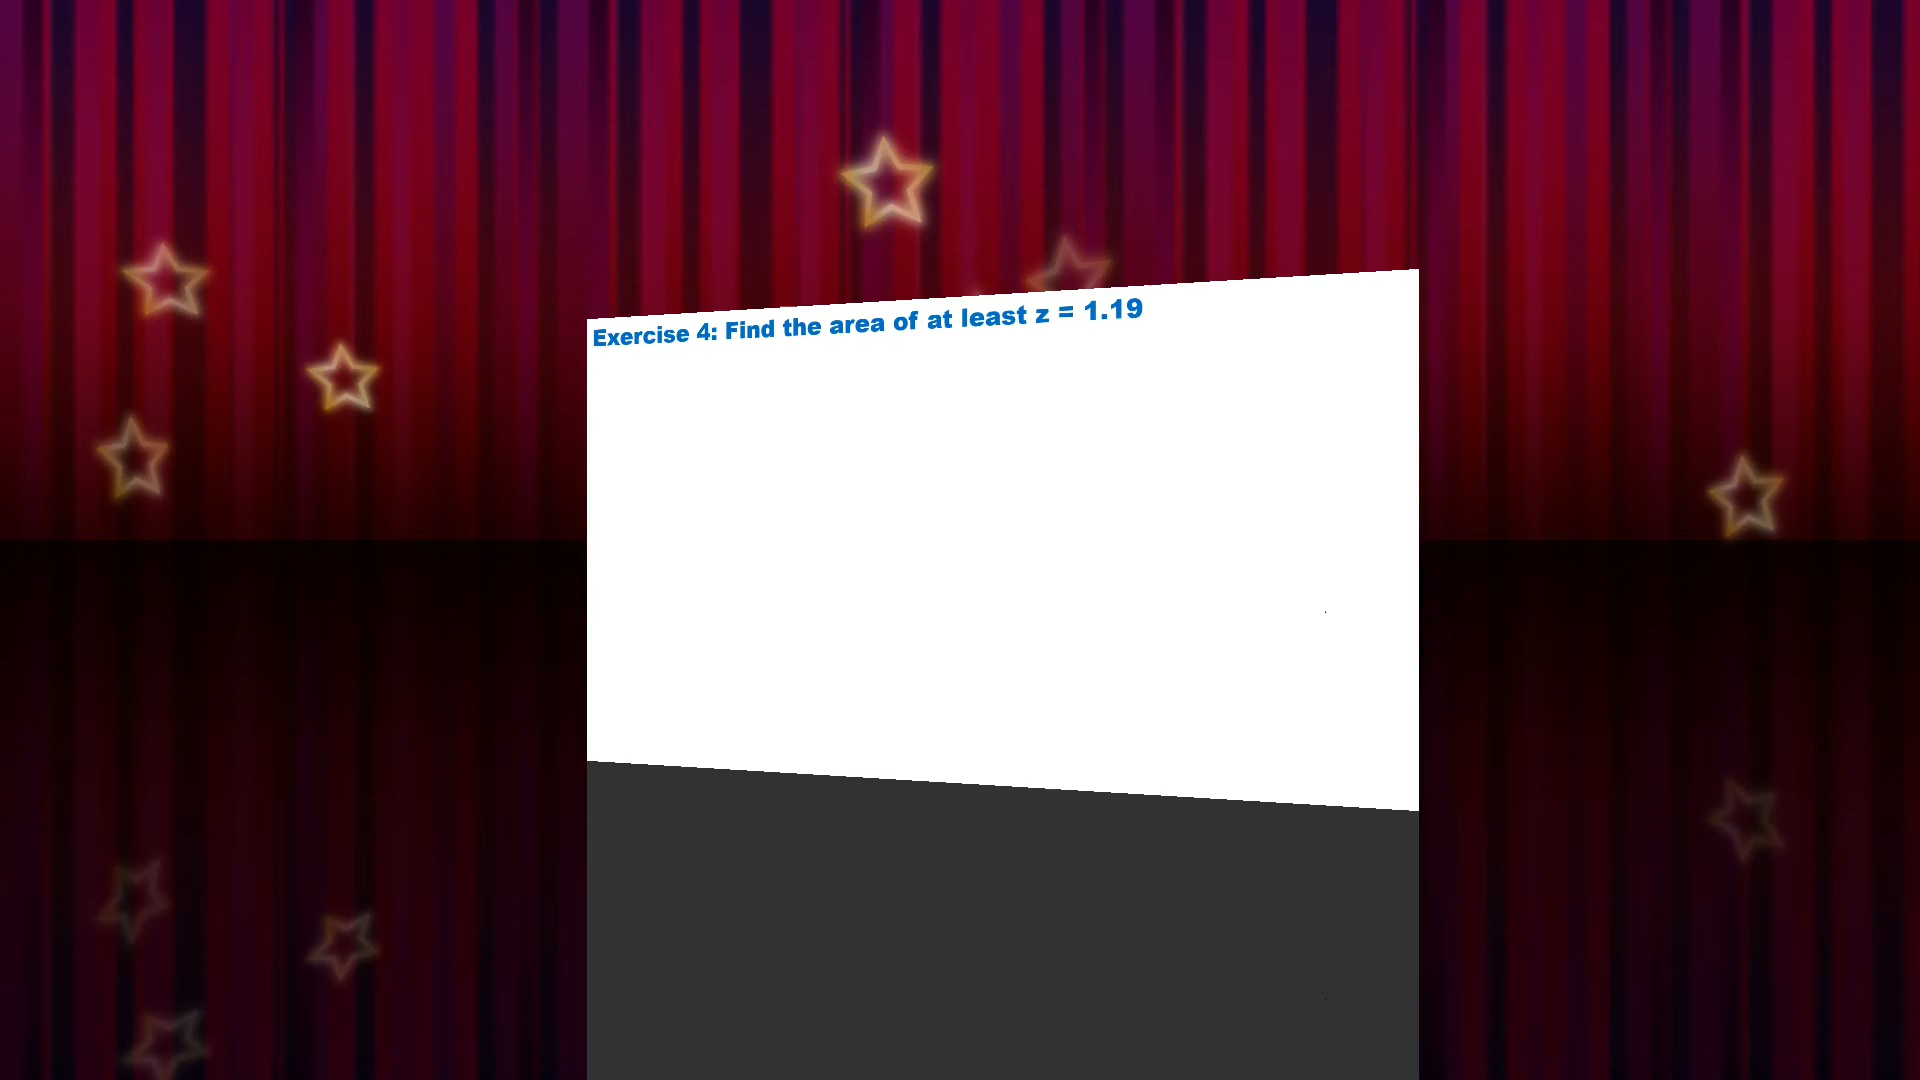 Exercise 4: Find the area of at least z = 1.19